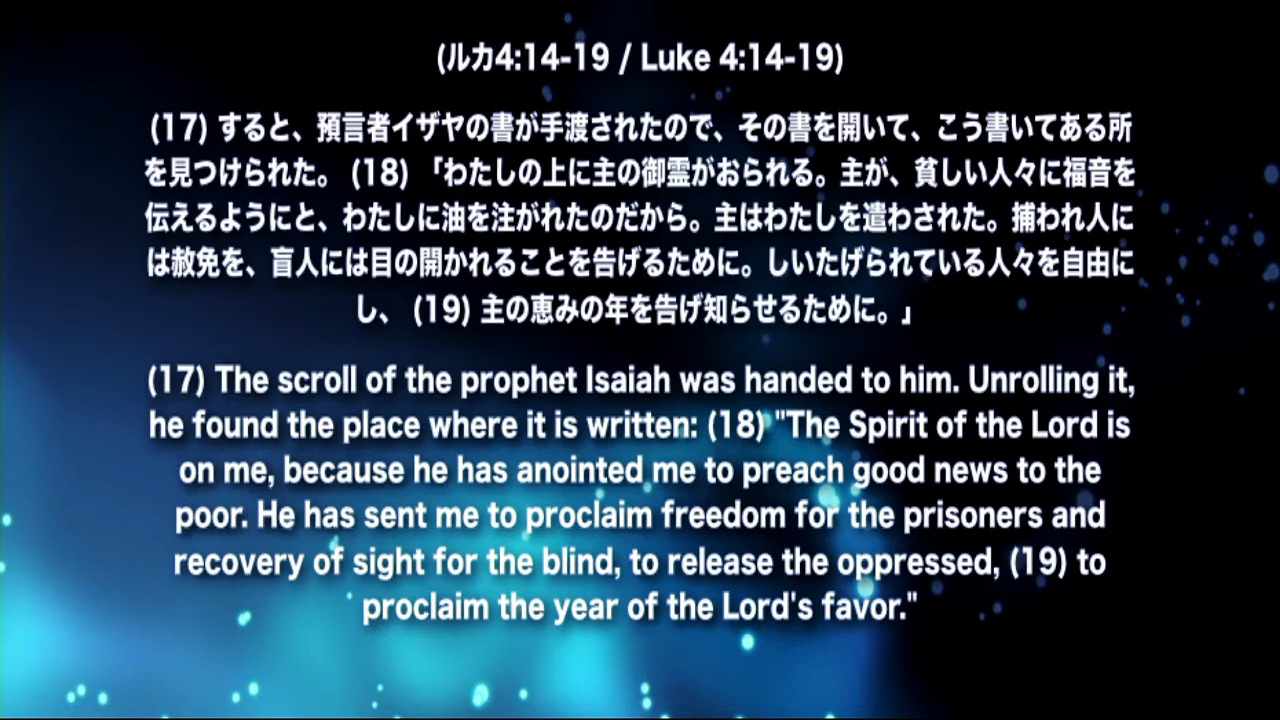 (ルカ4:14-19 / Luke 4:14-19)
(17) すると、預言者イザヤの書が手渡されたので、その書を開いて、こう書いてある所
を見つけられた。 (18) 「わたしの上に主の御霊がおられる。主が、貧しい人々に福音を
伝えるようにと、わたしに油を注がれたのだから。主はわたしを遣わされた。捕われ人に
は赦免を、盲人には目の開かれることを告げるために。しいたげられている人々を自由に
し、 (19) 主の恵みの年を告げ知らせるために。」
(17) The scroll of the prophet Isaiah was handed to him. Unrolling it,
he found the place where it is written: (18) "The Spirit of the Lord is
on me, because he has anointed me to preach good news to the
poor. He has sent me to proclaim freedom for the prisoners and
recovery of sight for the blind, to release the oppressed, (19) to
proclaim the year of the Lord's favor."